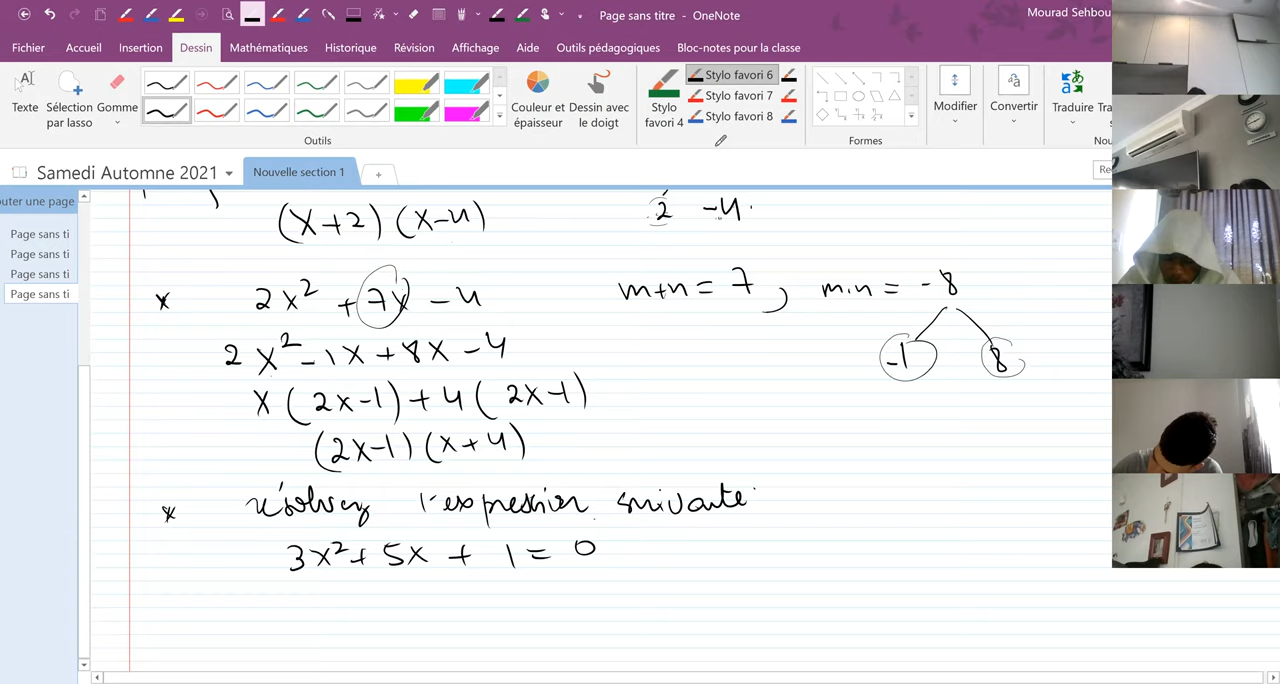 Page sans titre - OneNote
Mourad Sehbou
Fichier Accueil Insertion Dessin Mathématiques Historique Révision Affichage Aide Outils pédagogiques Bloc-notes pour la classe
Texte Sélection par lasso Gomme
Couleur et épaisseur Dessin avec le doigt
Stylo favori 4
Stylo favori 6
Stylo favori 7
Stylo favori 8
Modifier Convertir Traduire
Outils Formes Nou
Samedi Automne 2021 Nouvelle section 1 +
outer une page
Page sans ti
Page sans ti
Page sans ti
Page sans ti
(x+2) (x-4) 2 -4.
* 2x² + 7x - 4 m+n = 7 , m.n = -8
2x² - 1x + 8x - 4 -1 8
x (2x-1) + 4 (2x-1)
(2x-1) (x+4)
* résolvez l'expression suivante
3x² + 5x + 1 = 0